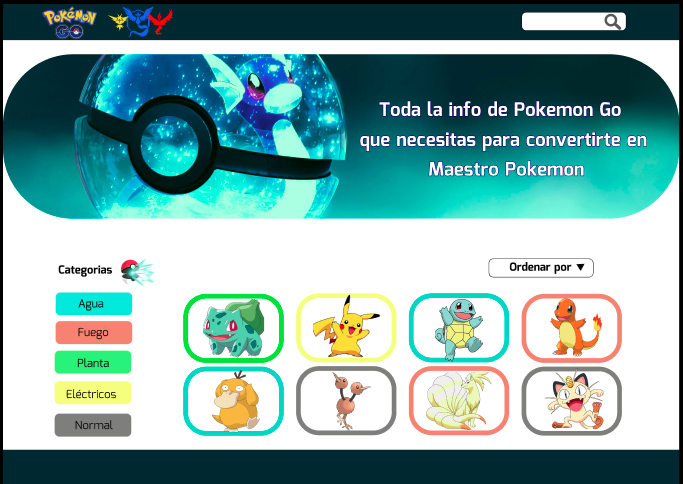 Pokémon
GO
Toda la info de Pokemon Go
que necesitas para convertirte en
Maestro Pokemon
Categorias
Ordenar por ▼
Agua
Fuego
Planta
Eléctricos
Normal